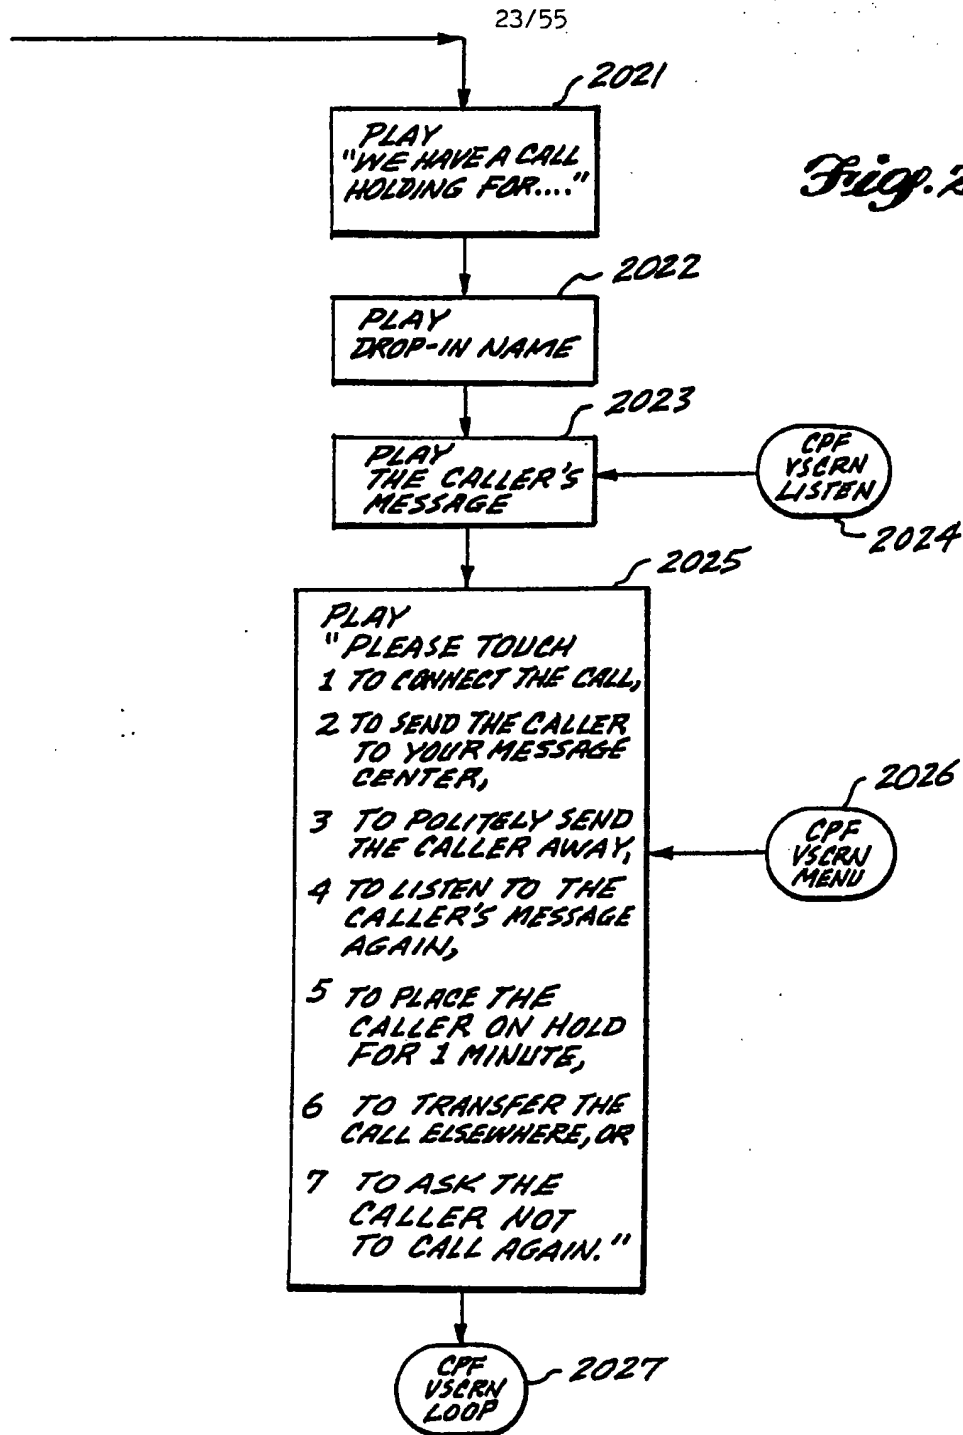 23/55
2021
PLAY
"WE HAVE A CALL
HOLDING FOR...."
Fig. 2
2022
PLAY
DROP-IN NAME
2023
PLAY
THE CALLER'S
MESSAGE
CPF
VSCRN
LISTEN
2024
2025
PLAY
"PLEASE TOUCH
1 TO CONNECT THE CALL,
2 TO SEND THE CALLER
TO YOUR MESSAGE
CENTER,
3 TO POLITELY SEND
THE CALLER AWAY,
4 TO LISTEN TO THE
CALLER'S MESSAGE
AGAIN,
5 TO PLACE THE
CALLER ON HOLD
FOR 1 MINUTE,
6 TO TRANSFER THE
CALL ELSEWHERE, OR
7 TO ASK THE
CALLER NOT
TO CALL AGAIN."
2026
CPF
VSCRN
MENU
CPF
VSCRN
LOOP
2027